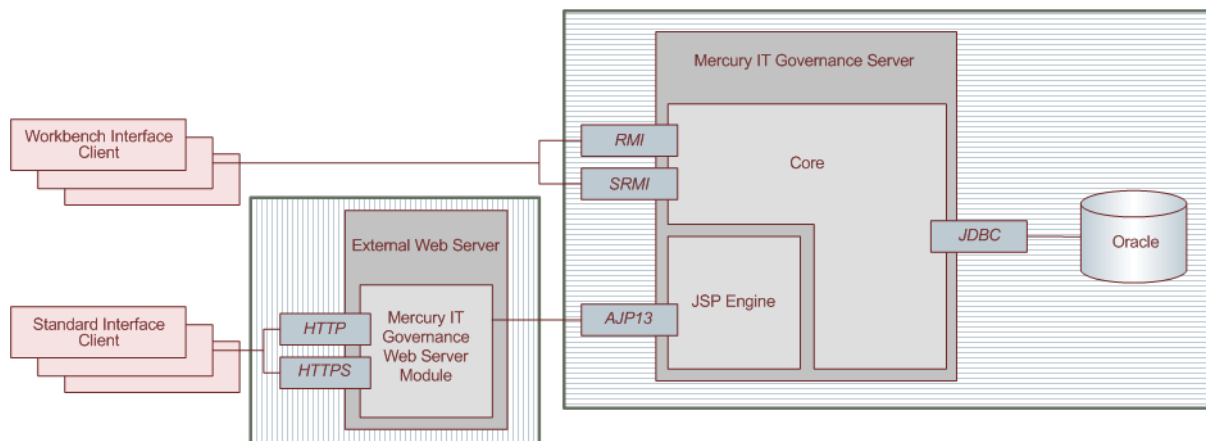 Mercury IT Governance Server
Workbench Interface
Client
RMI
SRMI
Core
JDBC
Oracle
External Web Server
JSP Engine
AJP13
Standard Interface
Client
HTTP
HTTPS
Mercury IT
Governance
Web Server
Module